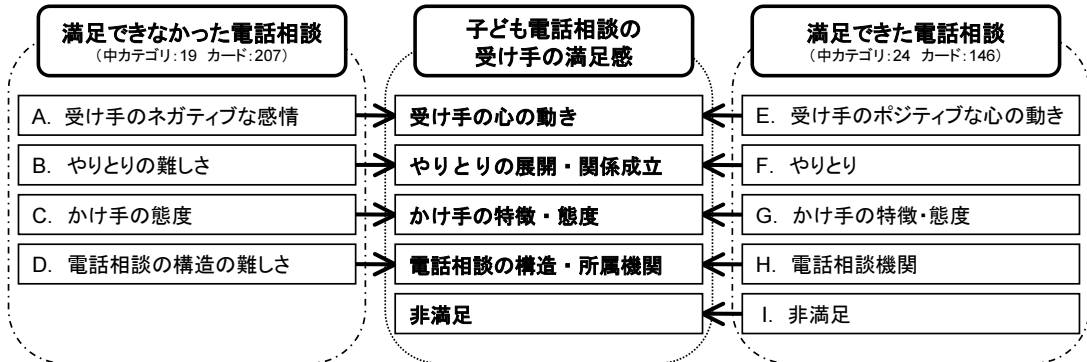 満足できなかった電話相談
（中カテゴリ：19 カード：207）
A. 受け手のネガティブな感情
B. やりとりの難しさ
C. かけ手の態度
D. 電話相談の構造の難しさ
子ども電話相談の
受け手の満足感
受け手の心の動き
やりとりの展開・関係成立
かけ手の特徴・態度
電話相談の構造・所属機関
非満足
満足できた電話相談
（中カテゴリ：24 カード：146）
E. 受け手のポジティブな心の動き
F. やりとり
G. かけ手の特徴・態度
H. 電話相談機関
I. 非満足